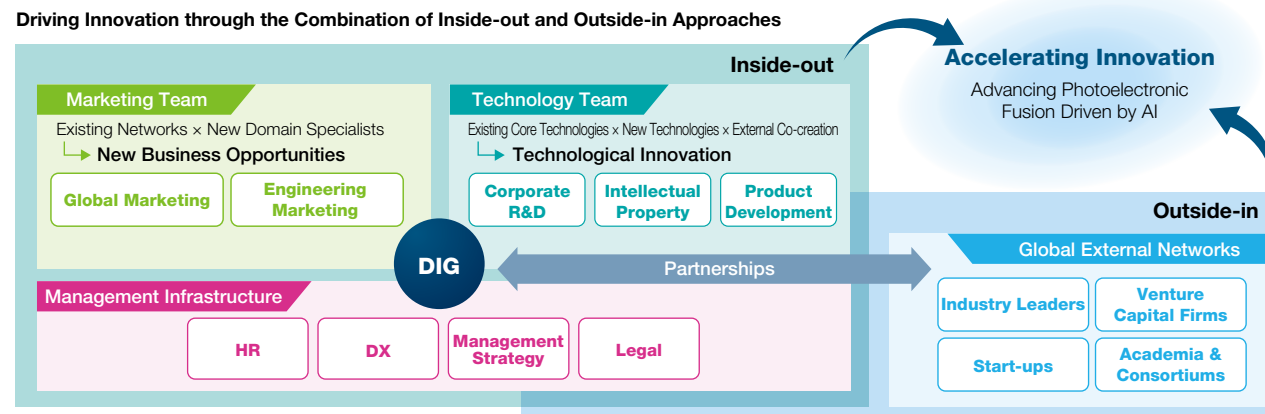 Driving Innovation through the Combination of Inside-out and Outside-in Approaches
Inside-out
Accelerating Innovation
Advancing Photoelectronic
Fusion Driven by AI
Marketing Team
Existing Networks × New Domain Specialists
New Business Opportunities
Global Marketing
Engineering
Marketing
Technology Team
Existing Core Technologies × New Technologies × External Co-creation
Technological Innovation
Corporate
R&D
Intellectual
Property
Product
Development
DIG
Partnerships
Outside-in
Global External Networks
Industry Leaders
Venture
Capital Firms
Start-ups
Academia &
Consortiums
Management Infrastructure
HR
DX
Management
Strategy
Legal